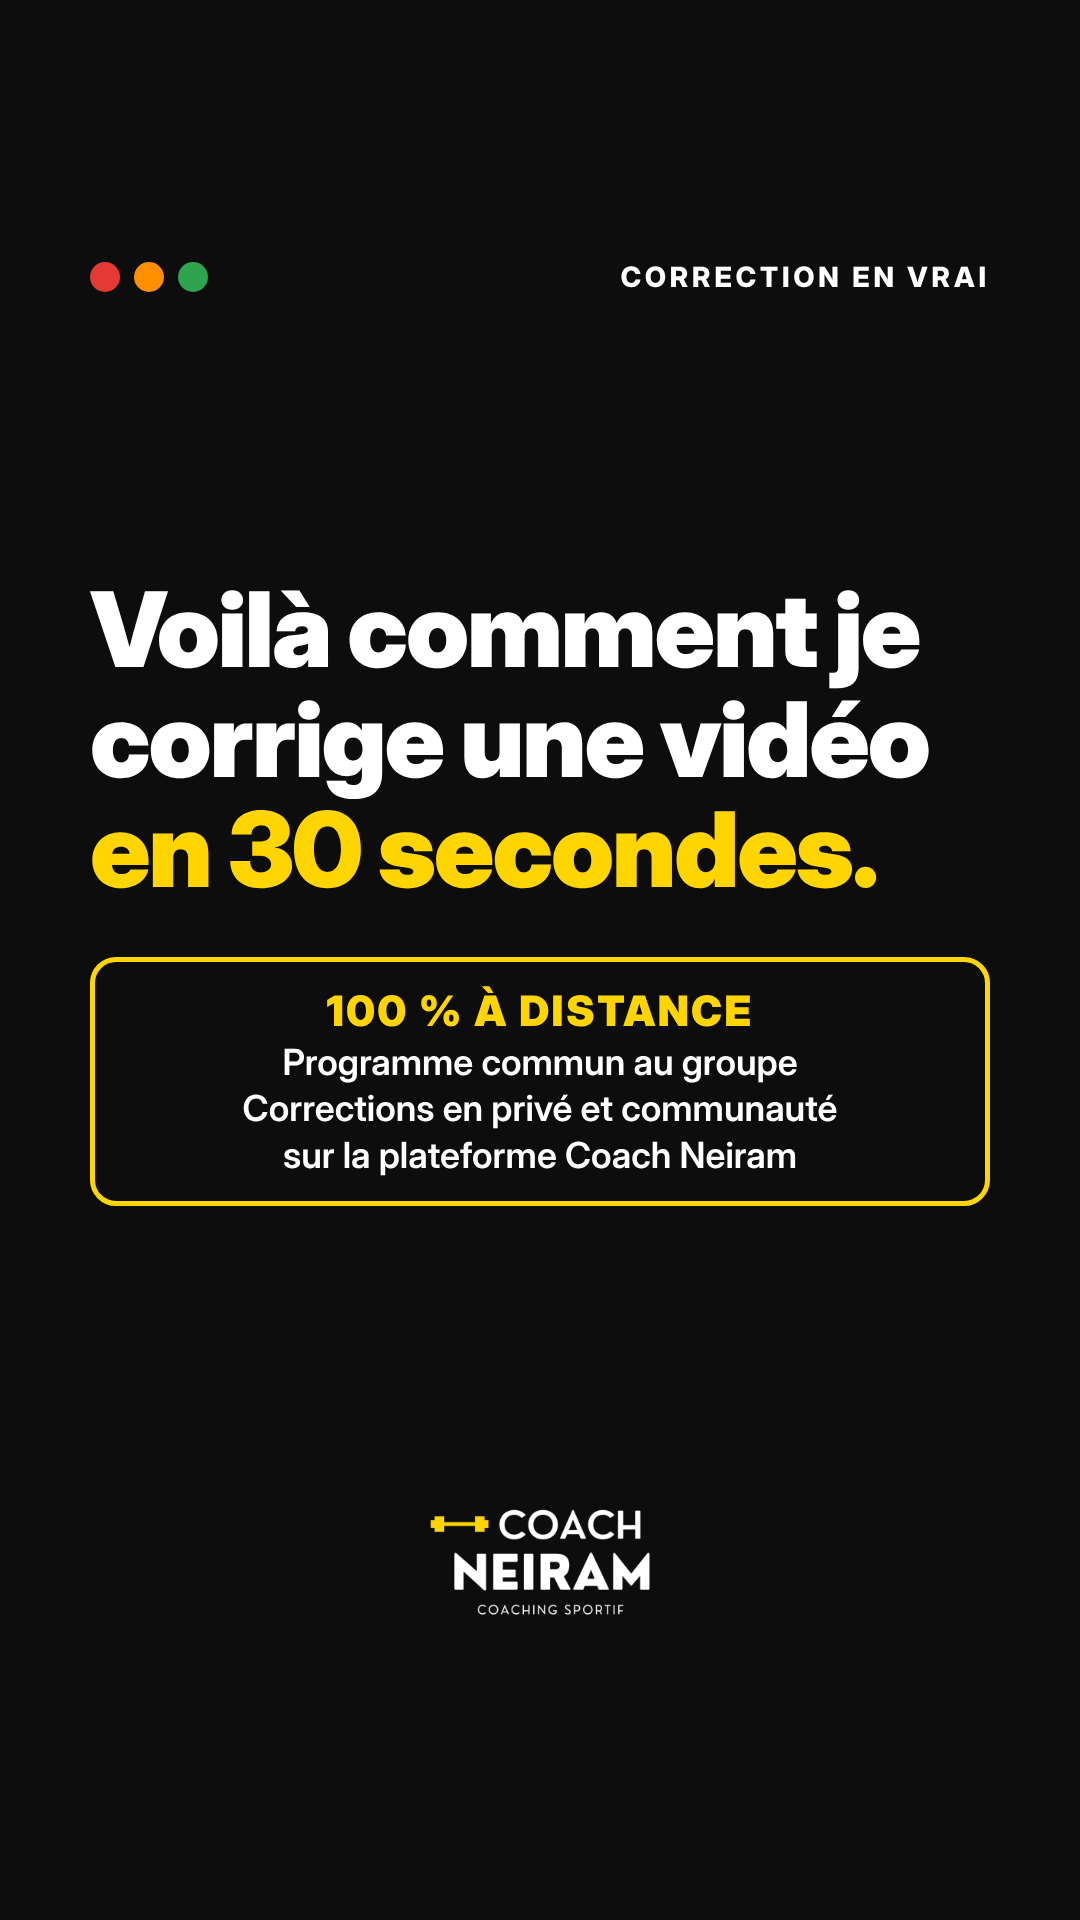 CORRECTION EN VRAI
Voilà comment je
corrige une vidéo
en 30 secondes.
100 % À DISTANCE
Programme commun au groupe
Corrections en privé et communauté
sur la plateforme Coach Neiram
COACH
NEIRAM
COACHING SPORTIF